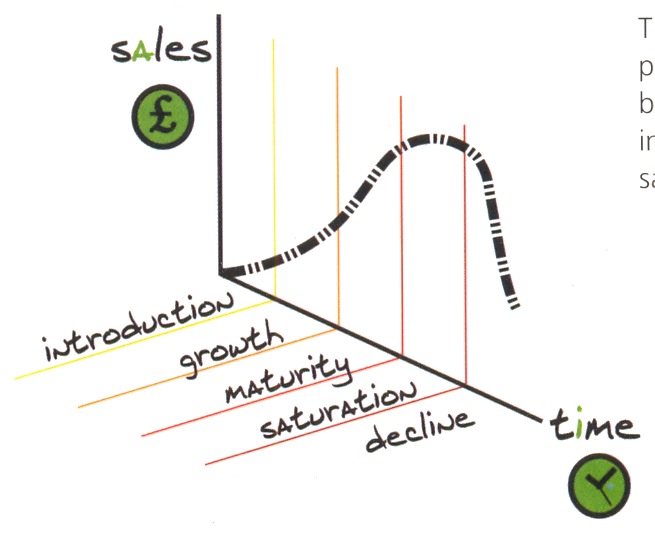 sales
£
introduction
growth
maturity
saturation
decline
time